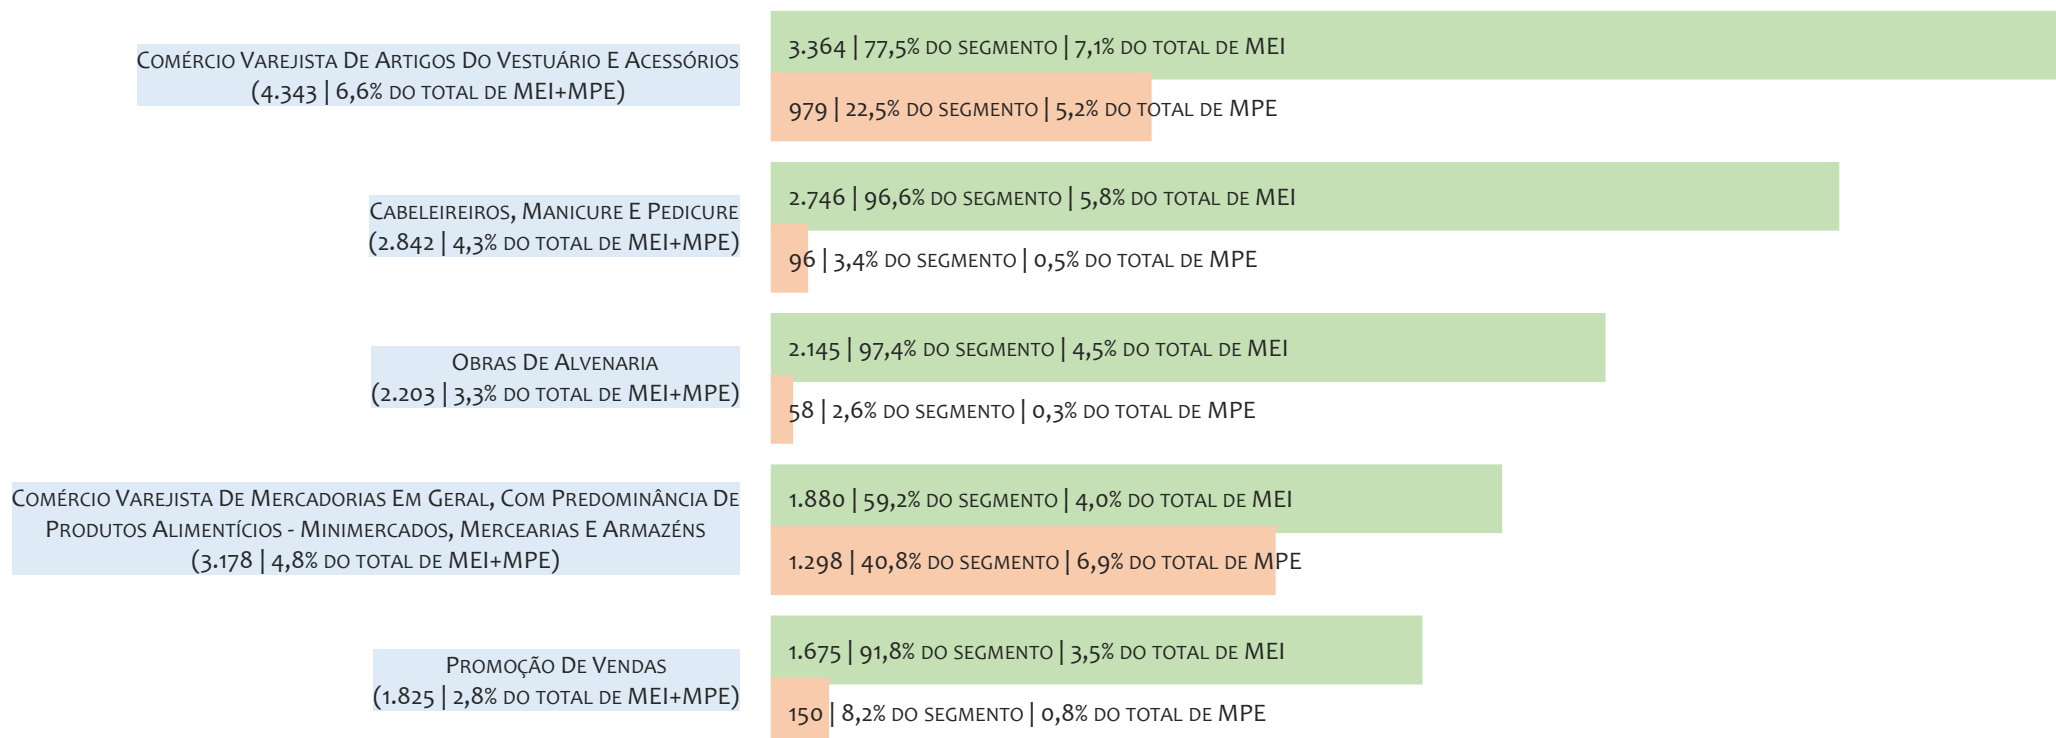 Comércio Varejista De Artigos Do Vestuário E Acessórios
(4.343 | 6,6% do total de MEI+MPE)
3.364 | 77,5% do segmento | 7,1% do total de MEI
979 | 22,5% do segmento | 5,2% do total de MPE
Cabeleireiros, Manicure E Pedicure
(2.842 | 4,3% do total de MEI+MPE)
2.746 | 96,6% do segmento | 5,8% do total de MEI
96 | 3,4% do segmento | 0,5% do total de MPE
Obras De Alvenaria
(2.203 | 3,3% do total de MEI+MPE)
2.145 | 97,4% do segmento | 4,5% do total de MEI
58 | 2,6% do segmento | 0,3% do total de MPE
Comércio Varejista De Mercadorias Em Geral, Com Predominância De
Produtos Alimentícios - Minimercados, Mercearias E Armazéns
(3.178 | 4,8% do total de MEI+MPE)
1.880 | 59,2% do segmento | 4,0% do total de MEI
1.298 | 40,8% do segmento | 6,9% do total de MPE
Promoção De Vendas
(1.825 | 2,8% do total de MEI+MPE)
1.675 | 91,8% do segmento | 3,5% do total de MEI
150 | 8,2% do segmento | 0,8% do total de MPE